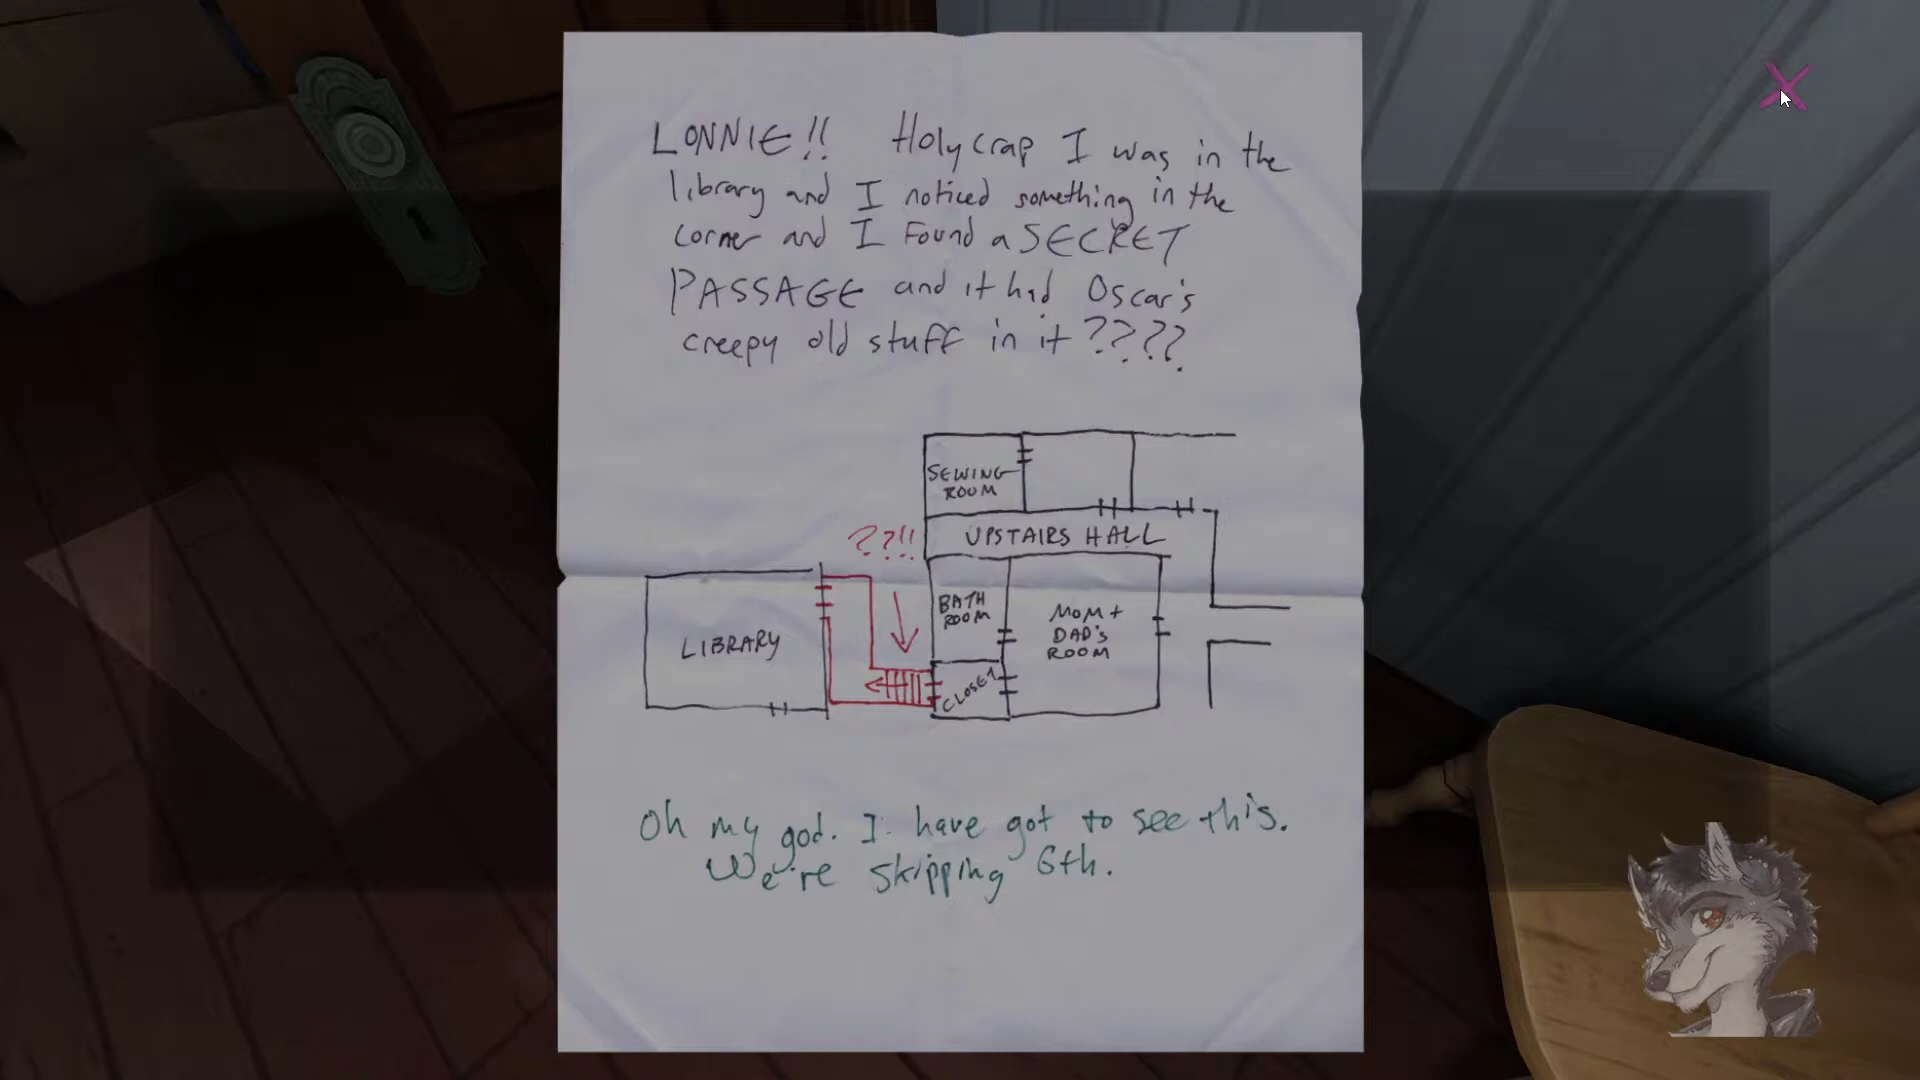 LONNIE!! Holy crap I was in the
library and I noticed something in the
corner and I found a SECRET
PASSAGE and it had Oscar's
creepy old stuff in it????
SEWING
ROOM
UPSTAIRS HALL
??!!
BATH
ROOM
MOM +
DAD'S
ROOM
LIBRARY
CLOSET
Oh my god. I have got to see this.
We're skipping 6th.